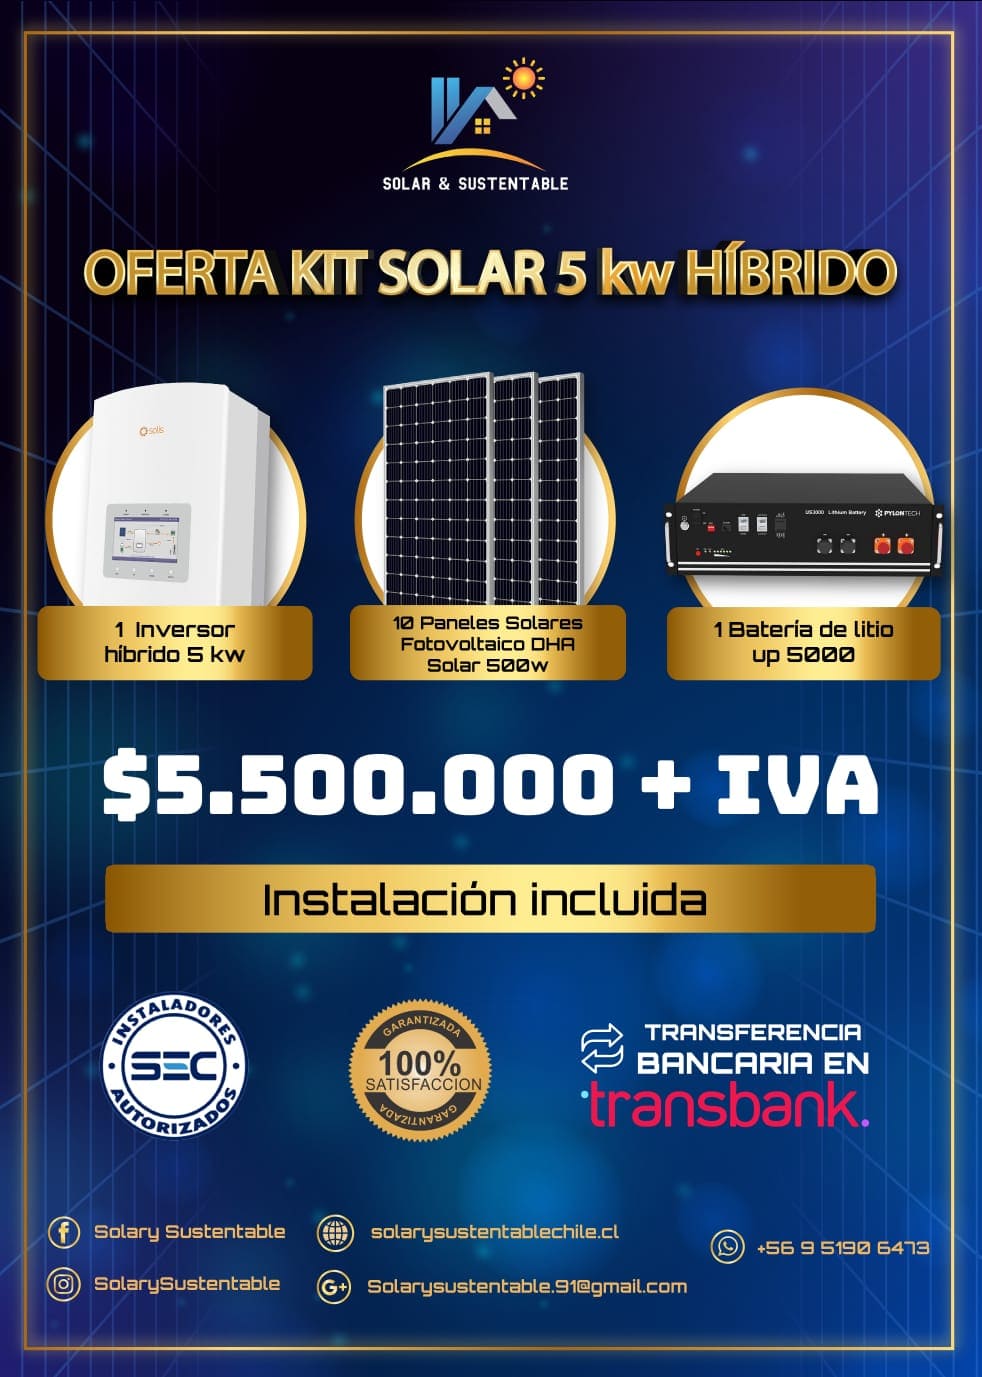 SOLAR & SUSTENTABLE
OFERTA KIT SOLAR 5 kw HÍBRIDO
solis
US3000 Lithium Battery PYLONTECH
1 Inversor
híbrido 5 kw
10 Paneles Solares
Fotovoltaico DHA
Solar 500w
1 Batería de litio
up 5000
$5.500.000 + IVA
Instalación incluida
INSTALADORES
SEC
AUTORIZADOS
GARANTIZADA
100%
SATISFACCION
GARANTIZADA
TRANSFERENCIA
BANCARIA EN
transbank.
Solary Sustentable
solarysustentablechile.cl
+56 9 5190 6473
SolarySustentable
G+
Solarysustentable.91@gmail.com